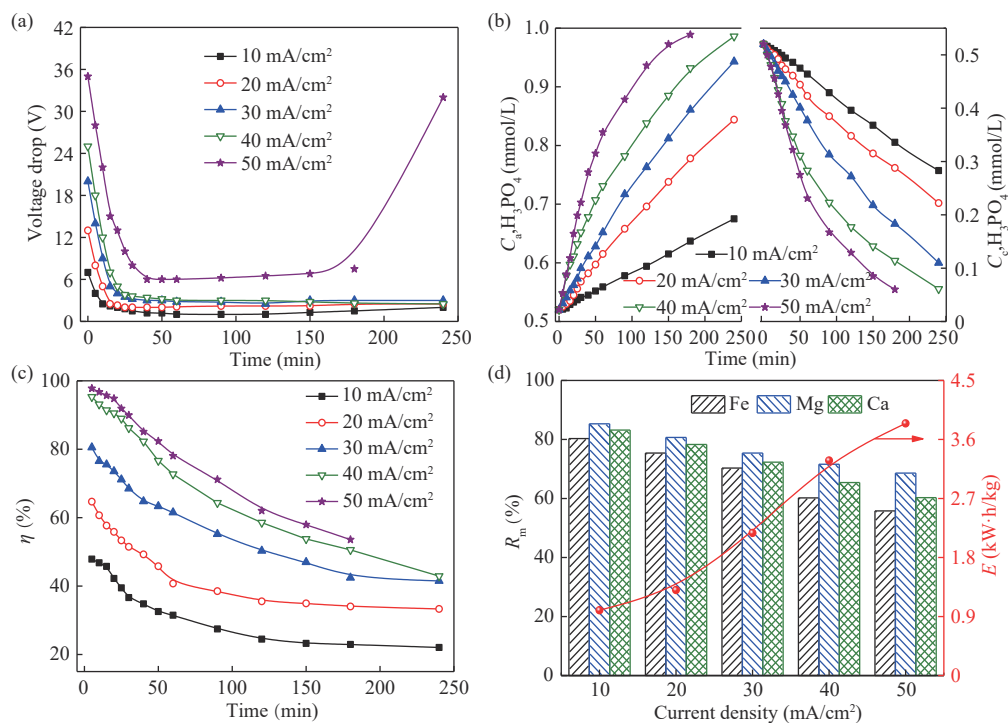 (a)
42
36
30
24
18
12
6
0
Voltage drop (V)
10 mA/cm²
20 mA/cm²
30 mA/cm²
40 mA/cm²
50 mA/cm²
0 50 100 150 200 250
Time (min)
(b)
1.0
0.9
0.8
0.7
0.6
0.5
Cₐ,H₃PO₄ (mmol/L)
10 mA/cm²
20 mA/cm² 30 mA/cm²
40 mA/cm² 50 mA/cm²
0 50 100 150 200 250 0 50 100 150 200 250
Time (min)
0.5
0.4
0.3
0.2
0.1
0
C_c,H₃PO₄ (mmol/L)
(c)
100
80
60
40
20
η (%)
10 mA/cm²
20 mA/cm²
30 mA/cm²
40 mA/cm²
50 mA/cm²
0 50 100 150 200 250
Time (min)
(d)
100
80
60
40
20
0
Rₘ (%)
Fe Mg Ca
4.5
3.6
2.7
1.8
0.9
0
E (kW·h/kg)
10 20 30 40 50
Current density (mA/cm²)